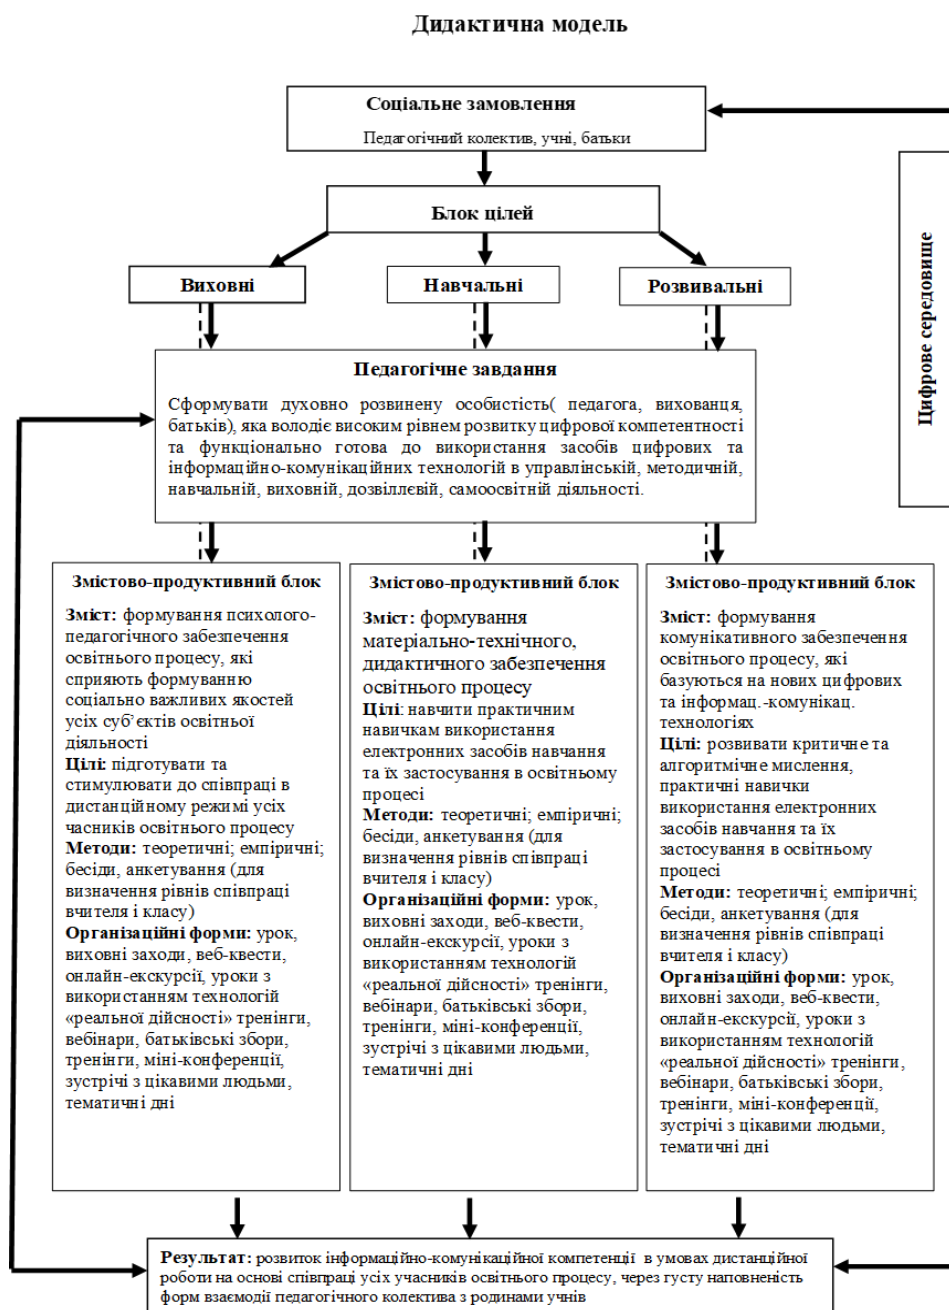 Дидактична модель
Соціальне замовлення
Педагогічний колектив, учні, батьки
Блок цілей
Виховні
Навчальні
Розвивальні
Цифрове середовище
Педагогічне завдання
Сформувати духовно розвинену особистість( педагога, вихованця,
батьків), яка володіє високим рівнем розвитку цифрової компетентності
та функціонально готова до використання засобів цифрових та
інформаційно-комунікаційних технологій в управлінській, методичній,
навчальній, виховній, дозвіллєвій, самоосвітній діяльності.
Змістово-продуктивний блок
Зміст: формування психолого-
педагогічного забезпечення
освітнього процесу, які
сприяють формуванню
соціально важливих якостей
усіх суб’єктів освітньої
діяльності
Цілі: підготувати та
стимулювати до співпраці в
дистанційному режимі усіх
часників освітнього процесу
Методи: теоретичні; емпіричні;
бесіди, анкетування (для
визначення рівнів співпраці
вчителя і класу)
Організаційні форми: урок,
виховні заходи, веб-квести,
онлайн-екскурсії, уроки з
використанням технологій
«реальної дійсності» тренінги,
вебінари, батьківські збори,
тренінги, міні-конференції,
зустрічі з цікавими людьми,
тематичні дні
Змістово-продуктивний блок
Зміст: формування
матеріально-технічного,
дидактичного забезпечення
освітнього процесу
Цілі: навчити практичним
навичкам використання
електронних засобів навчання
та їх застосування в освітньому
процесі
Методи: теоретичні; емпіричні;
бесіди, анкетування (для
визначення рівнів співпраці
вчителя і класу)
Організаційні форми: урок,
виховні заходи, веб-квести,
онлайн-екскурсії, уроки з
використанням технологій
«реальної дійсності» тренінги,
вебінари, батьківські збори,
тренінги, міні-конференції,
зустрічі з цікавими людьми,
тематичні дні
Змістово-продуктивний блок
Зміст: формування
комунікативного забезпечення
освітнього процесу, які
базуються на нових цифрових
та інформац.-комунікац.
технологіях
Цілі: розвивати критичне та
алгоритмічне мислення,
практичні навички
використання електронних
засобів навчання та їх
застосування в освітньому
процесі
Методи: теоретичні; емпіричні;
бесіди, анкетування (для
визначення рівнів співпраці
вчителя і класу)
Організаційні форми: урок,
виховні заходи, веб-квести,
онлайн-екскурсії, уроки з
використанням технологій
«реальної дійсності» тренінги,
вебінари, батьківські збори,
тренінги, міні-конференції,
зустрічі з цікавими людьми,
тематичні дні
Результат: розвиток інформаційно-комунікаційної компетенції в умовах дистанційної
роботи на основі співпраці усіх учасників освітнього процесу, через густу наповненість
форм взаємодії педагогічного колектива з родинами учнів